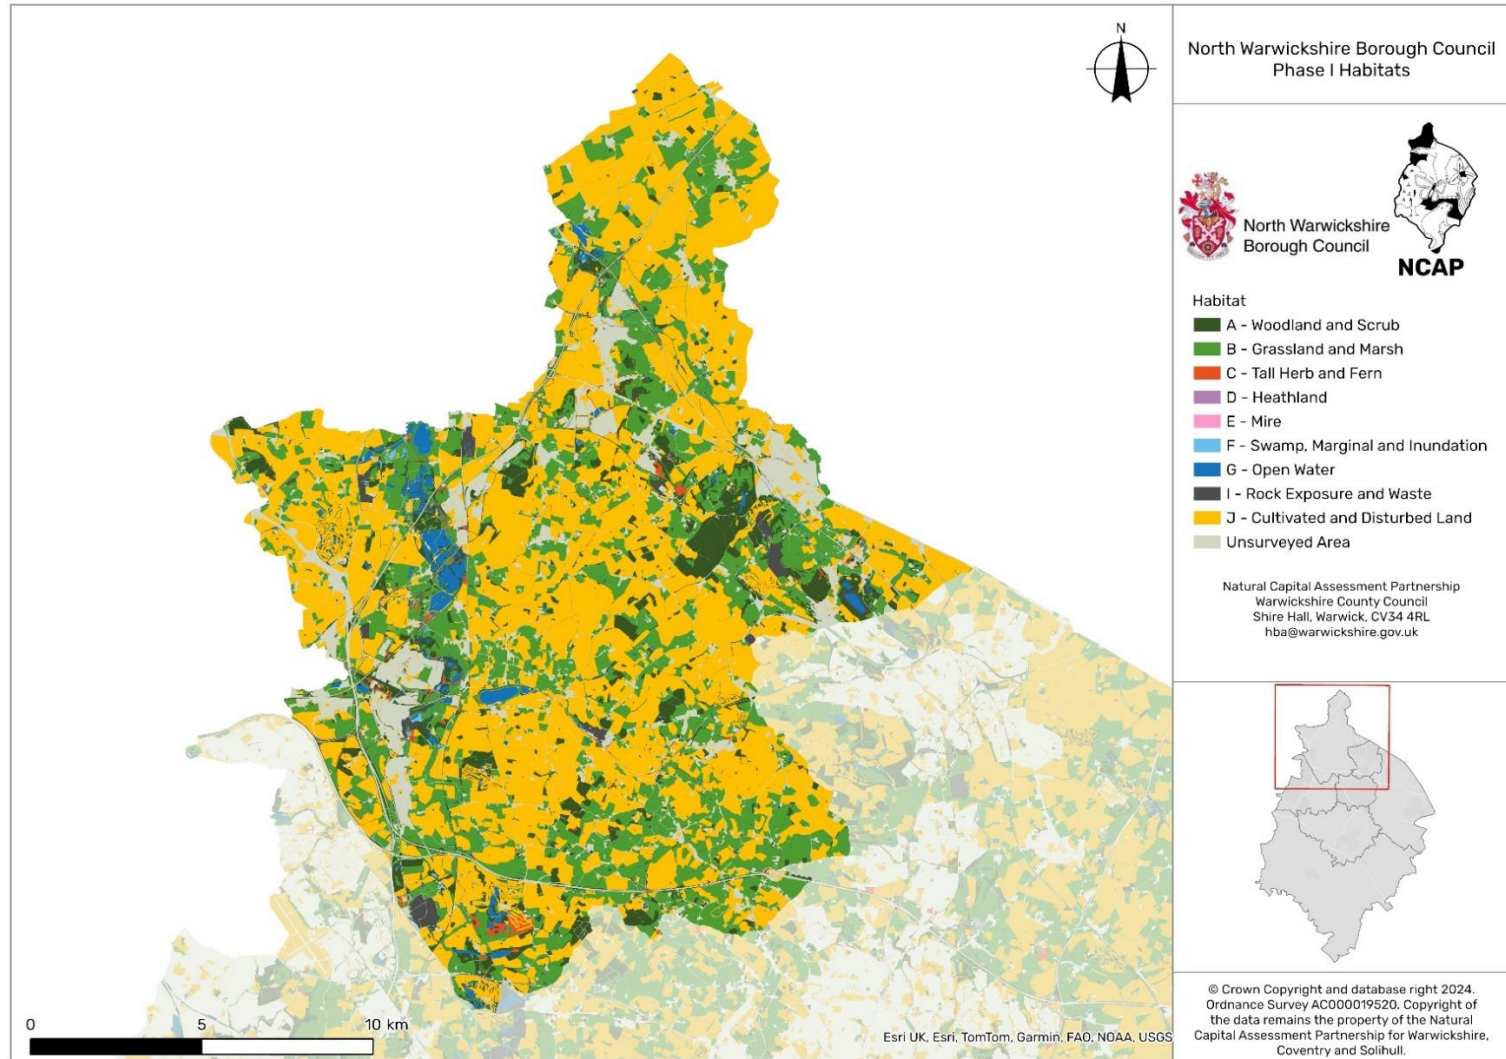 N
North Warwickshire Borough Council
Phase I Habitats
North Warwickshire
Borough Council
NCAP
Habitat
A - Woodland and Scrub
B - Grassland and Marsh
C - Tall Herb and Fern
D - Heathland
E - Mire
F - Swamp, Marginal and Inundation
G - Open Water
I - Rock Exposure and Waste
J - Cultivated and Disturbed Land
Unsurveyed Area
Natural Capital Assessment Partnership
Warwickshire County Council
Shire Hall, Warwick, CV34 4RL
hba@warwickshire.gov.uk
0 5 10 km
Esri UK, Esri, TomTom, Garmin, FAO, NOAA, USGS
© Crown Copyright and database right 2024.
Ordnance Survey AC000019520. Copyright of
the data remains the property of the Natural
Capital Assessment Partnership for Warwickshire,
Coventry and Solihull.